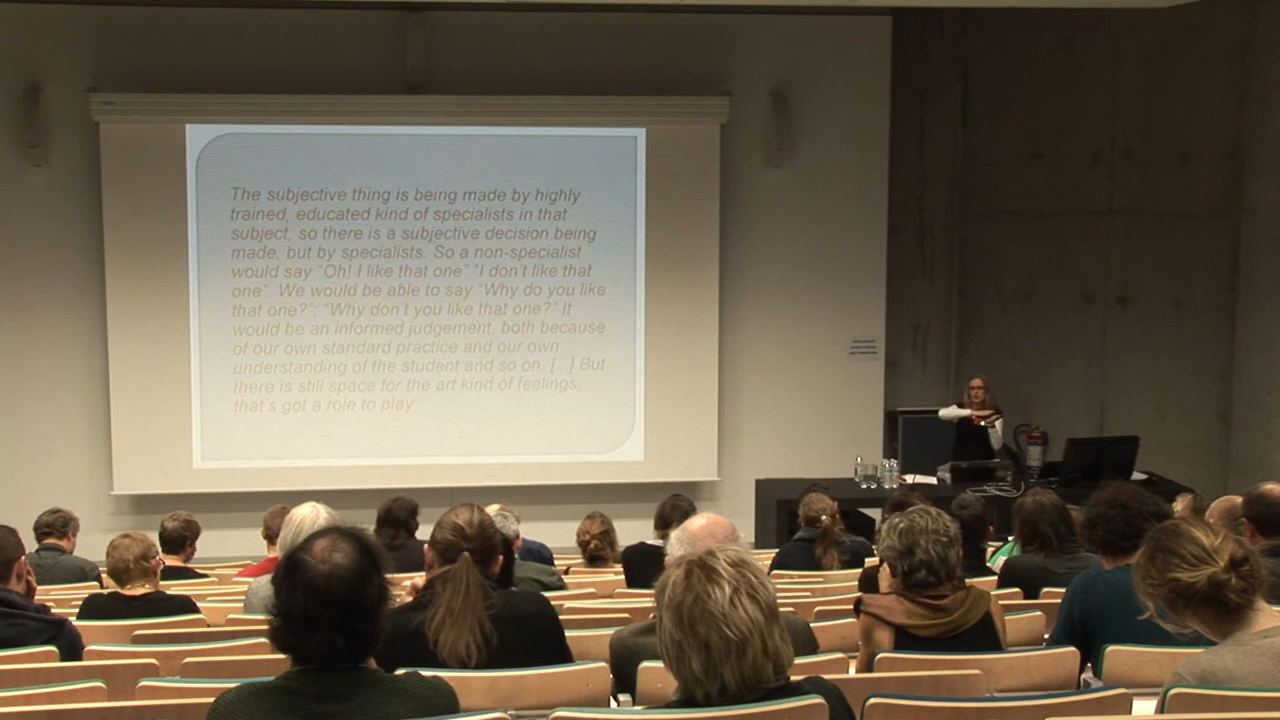 The subjective thing is being made by highly
trained, educated kind of specialists in that
subject, so there is a subjective decision being
made, but by specialists. So a non-specialist
would say "Oh! I like that one" "I don't like that
one". We would be able to say "Why do you like
that one?"; "Why don't you like that one?" It
would be an informed judgement, both because
of our own standard practice and our own
understanding of the student and so on. [...] But
there is still space for the art kind of feelings,
that's got a role to play